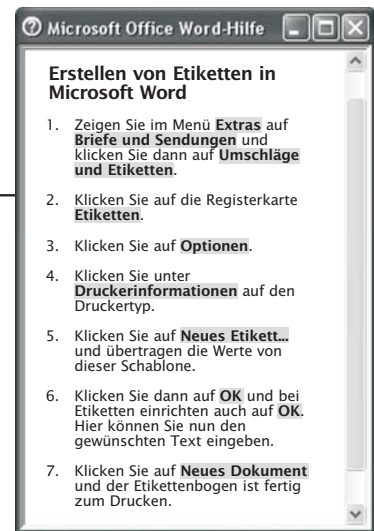 Microsoft Office Word-Hilfe
Erstellen von Etiketten in
Microsoft Word
1. Zeigen Sie im Menü Extras auf
Briefe und Sendungen und
klicken Sie dann auf Umschläge
und Etiketten.
2. Klicken Sie auf die Registerkarte
Etiketten.
3. Klicken Sie auf Optionen.
4. Klicken Sie unter
Druckerinformationen auf den
Druckertyp.
5. Klicken Sie auf Neues Etikett...
und übertragen die Werte von
dieser Schablone.
6. Klicken Sie dann auf OK und bei
Etiketten einrichten auch auf OK.
Hier können Sie nun den
gewünschten Text eingeben.
7. Klicken Sie auf Neues Dokument
und der Etikettenbogen ist fertig
zum Drucken.